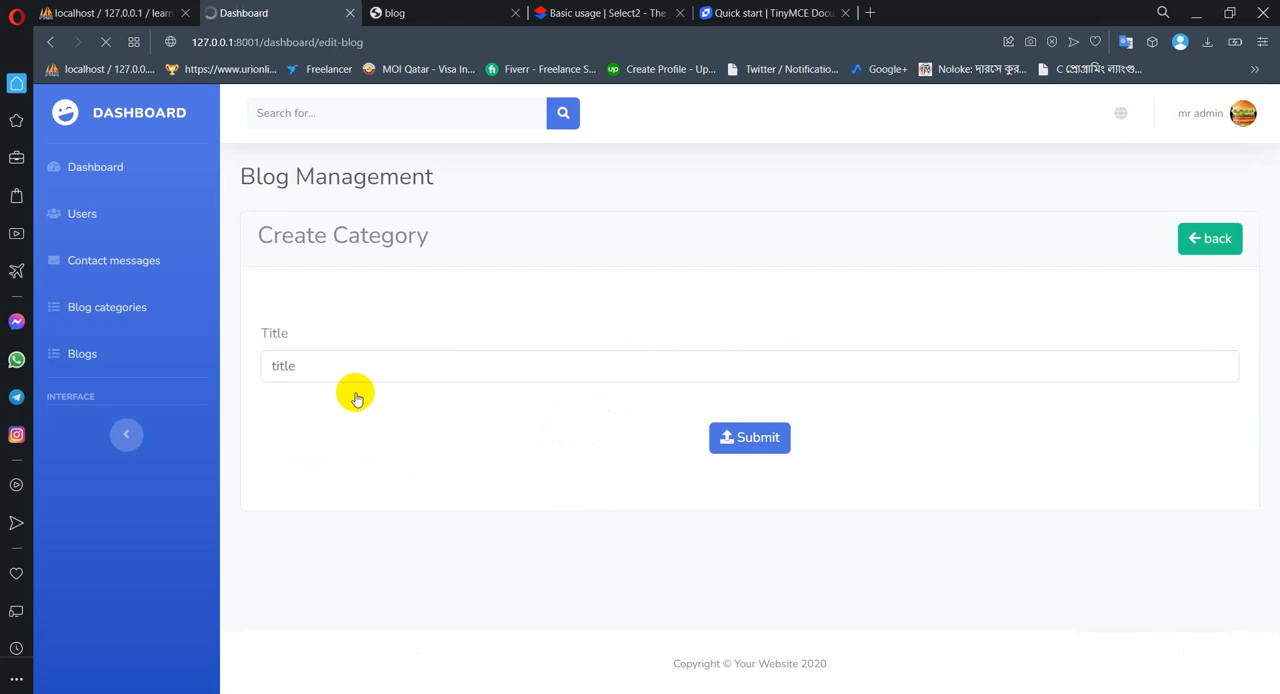 localhost / 127.0.0.1 / learn
Dashboard
blog
Basic usage | Select2 - The
Quick start | TinyMCE Docu
127.0.0.1:8001/dashboard/edit-blog
localhost / 127.0.0....
https://www.urionli...
Freelancer
MOI Qatar - Visa In...
Fiverr - Freelance S...
Create Profile - Up...
Twitter / Notificatio...
Google+
Noloke: দারসে কুর...
C প্রোগ্রামিং ল্যাংগু...
DASHBOARD
Search for...
mr admin
Dashboard
Users
Contact messages
Blog categories
Blogs
INTERFACE
Blog Management
Create Category
back
Title
title
Submit
Copyright © Your Website 2020